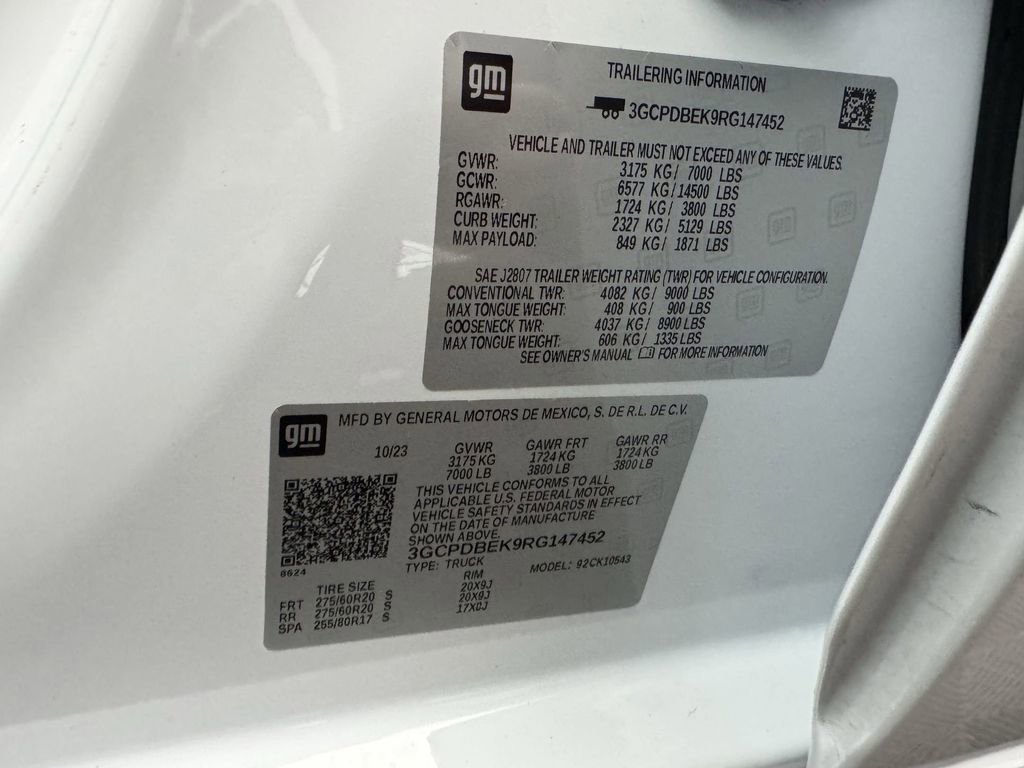 gm
TRAILERING INFORMATION
3GCPDBEK9RG147452
VEHICLE AND TRAILER MUST NOT EXCEED ANY OF THESE VALUES.
GVWR: 3175 KG/ 7000 LBS
GCWR: 6577 KG/14500 LBS
RGAWR: 1724 KG/ 3800 LBS
CURB WEIGHT: 2327 KG/ 5129 LBS
MAX PAYLOAD: 849 KG/ 1871 LBS
SAE J2807 TRAILER WEIGHT RATING (TWR) FOR VEHICLE CONFIGURATION.
CONVENTIONAL TWR: 4082 KG/ 9000 LBS
MAX TONGUE WEIGHT: 408 KG/ 900 LBS
GOOSENECK TWR: 4037 KG/ 8900 LBS
MAX TONGUE WEIGHT: 606 KG/ 1335 LBS
SEE OWNER'S MANUAL FOR MORE INFORMATION
gm
MFD BY GENERAL MOTORS DE MEXICO, S. DE R.L. DE C.V.
10/23 GVWR GAWR FRT GAWR RR
3175 KG 1724 KG 1724 KG
7000 LB 3800 LB 3800 LB
THIS VEHICLE CONFORMS TO ALL
APPLICABLE U.S. FEDERAL MOTOR
VEHICLE SAFETY STANDARDS IN EFFECT
ON THE DATE OF MANUFACTURE
SHOWN ABOVE.
3GCPDBEK9RG147452
8624
TYPE: TRUCK MODEL: 92CK10543
TIRE SIZE RIM
FRT 275/60R20 S 20X9J
RR 275/60R20 S 20X9J
SPA 255/80R17 S 17X0J